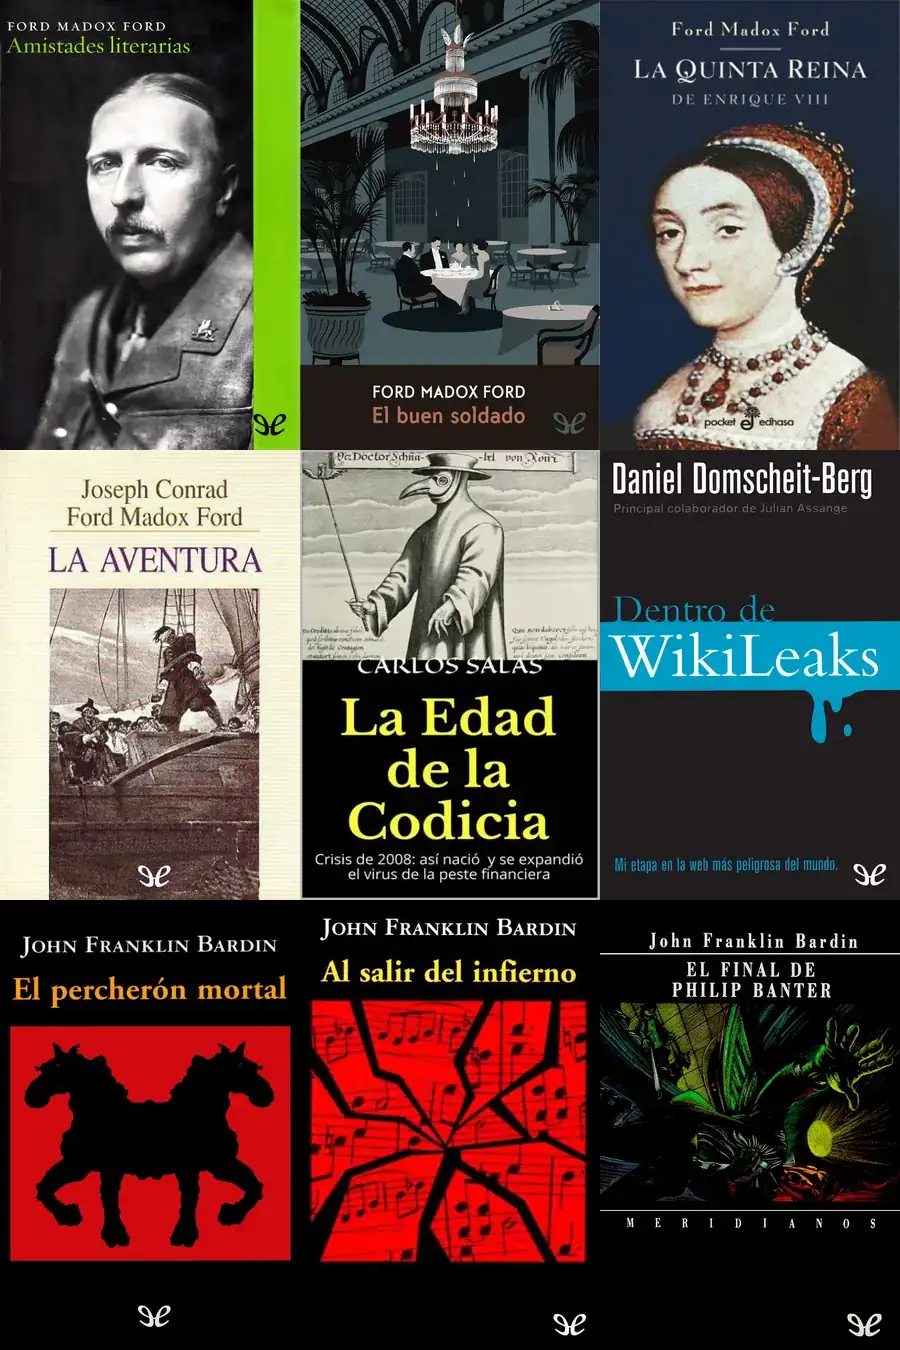 FORD MADOX FORD
Amistades literarias
FORD MADOX FORD
El buen soldado
Ford Madox Ford
LA QUINTA REINA
DE ENRIQUE VIII
pocket edhasa
Joseph Conrad
Ford Madox Ford
LA AVENTURA
CARLOS SALAS
La Edad
de la
Codicia
Crisis de 2008: así nació y se expandió
el virus de la peste financiera
Daniel Domscheit-Berg
Principal colaborador de Julian Assange
Dentro de
WikiLeaks
Mi etapa en la web más peligrosa del mundo.
JOHN FRANKLIN BARDIN
El percherón mortal
JOHN FRANKLIN BARDIN
Al salir del infierno
John Franklin Bardin
EL FINAL DE
PHILIP BANTER
MERIDIANOS